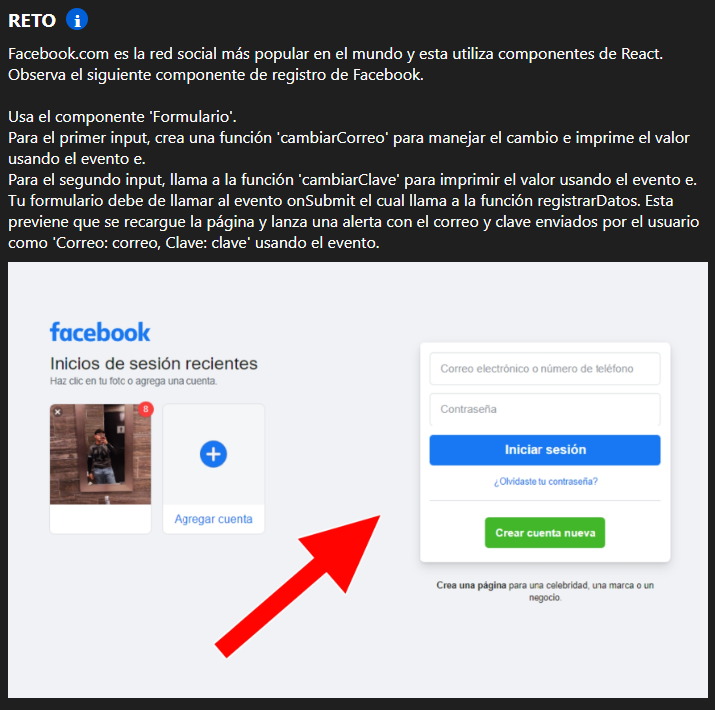 RETO i
Facebook.com es la red social más popular en el mundo y esta utiliza componentes de React.
Observa el siguiente componente de registro de Facebook.
Usa el componente 'Formulario'.
Para el primer input, crea una función 'cambiarCorreo' para manejar el cambio e imprime el valor
usando el evento e.
Para el segundo input, llama a la función 'cambiarClave' para imprimir el valor usando el evento e.
Tu formulario debe de llamar al evento onSubmit el cual llama a la función registrarDatos. Esta
previene que se recargue la página y lanza una alerta con el correo y clave enviados por el usuario
como 'Correo: correo, Clave: clave' usando el evento.
facebook
Inicios de sesión recientes
Haz clic en tu foto o agrega una cuenta.
8
Agregar cuenta
Correo electrónico o número de teléfono
Contraseña
Iniciar sesión
¿Olvidaste tu contraseña?
Crear cuenta nueva
Crea una página para una celebridad, una marca o un
negocio.